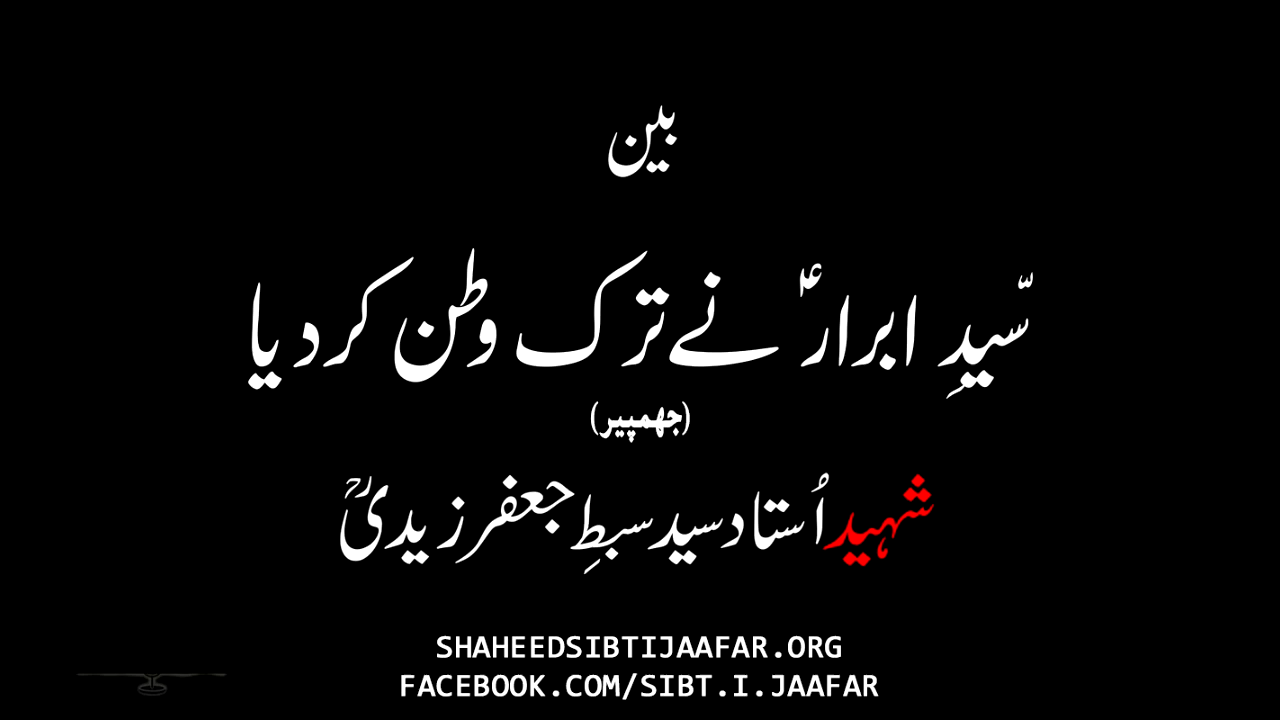 بین
سیّدِ ابرارؑ نے ترک وطن کر دیا
(جھمپیر)
شہید اُستاد سید سبطِ جعفر زیدیؒ
SHAHEEDSIBTIJAAFAR.ORG
FACEBOOK.COM/SIBT.I.JAAFAR